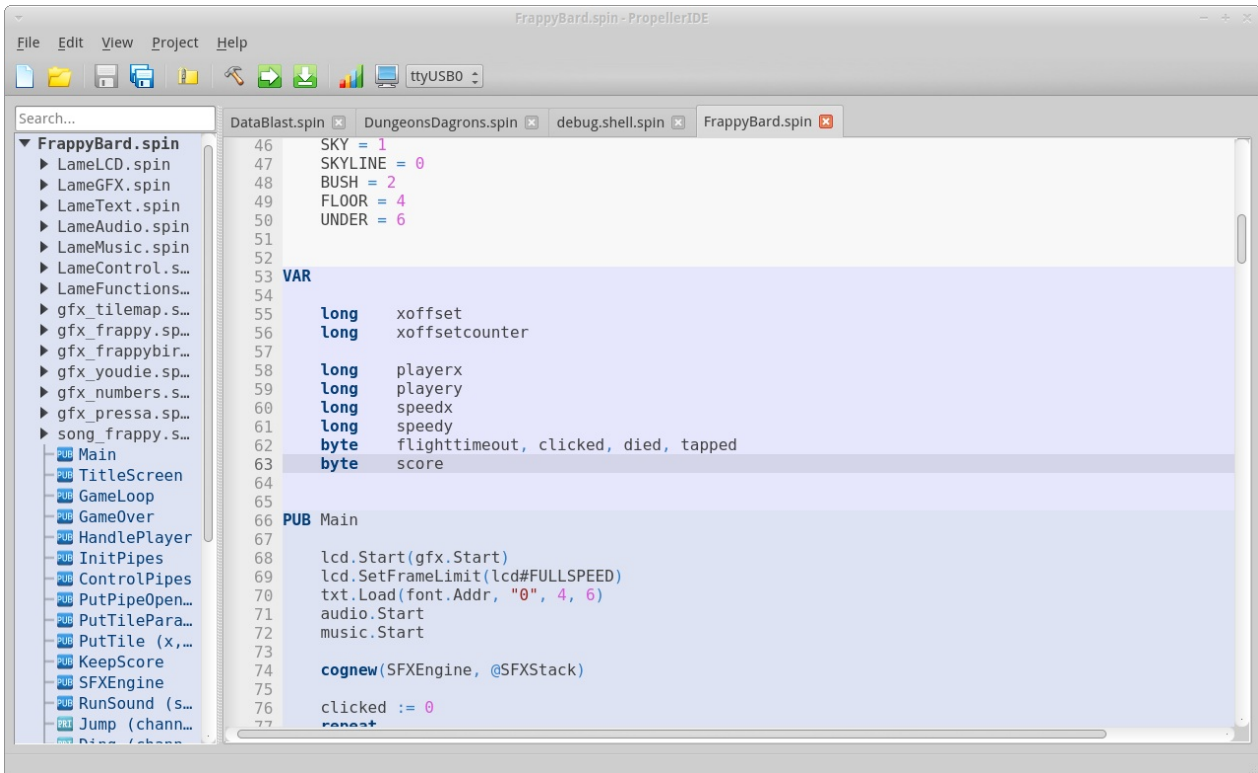 FrappyBard.spin - PropellerIDE
File Edit View Project Help
ttyUSB0
Search...
FrappyBard.spin
LameLCD.spin
LameGFX.spin
LameText.spin
LameAudio.spin
LameMusic.spin
LameControl.s…
LameFunctions…
gfx_tilemap.s…
gfx_frappy.sp…
gfx_frappybir…
gfx_youdie.sp…
gfx_numbers.s…
gfx_pressa.sp…
song_frappy.s…
PUB Main
PUB TitleScreen
PUB GameLoop
PUB GameOver
PUB HandlePlayer
PUB InitPipes
PUB ControlPipes
PUB PutPipeOpen…
PUB PutTilePara…
PUB PutTile (x,…
PUB KeepScore
PUB SFXEngine
PUB RunSound (s…
PRI Jump (chann…
PRI Ding (chann…
DataBlast.spin DungeonsDagrons.spin debug.shell.spin FrappyBard.spin
46 SKY = 1
47 SKYLINE = 0
48 BUSH = 2
49 FLOOR = 4
50 UNDER = 6
51
52
53 VAR
54
55 long xoffset
56 long xoffsetcounter
57
58 long playerx
59 long playery
60 long speedx
61 long speedy
62 byte flighttimeout, clicked, died, tapped
63 byte score
64
65
66 PUB Main
67
68 lcd.Start(gfx.Start)
69 lcd.SetFrameLimit(lcd#FULLSPEED)
70 txt.Load(font.Addr, "0", 4, 6)
71 audio.Start
72 music.Start
73
74 cognew(SFXEngine, @SFXStack)
75
76 clicked := 0
77 repeat